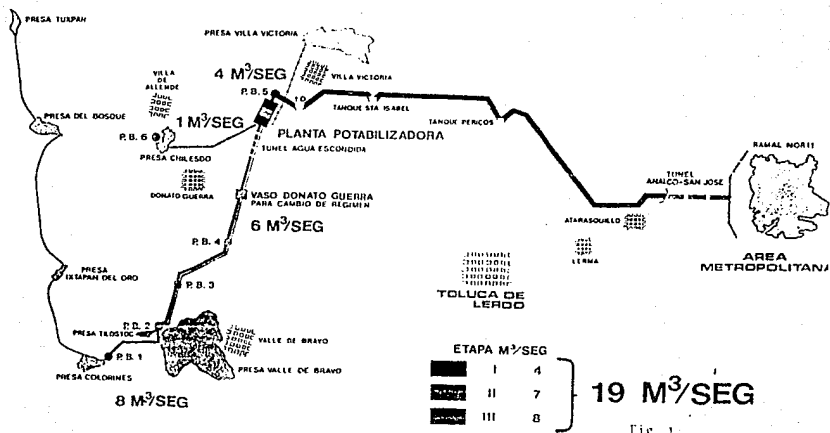 PRESA TUXPAN
PRESA VILLA VICTORIA
VILLA
DE
ALLENDE
4 M³/SEG
VILLA VICTORIA
P.B. 5
TO
TANQUE STA ISABEL
1 M³/SEG
PRESA DEL BOSQUE
P.B. 6
PLANTA POTABILIZADORA
TANQUE PERICOS
PRESA CHILESDO
TUNEL AGUA ESCONDIDA
RAMAL NORTE
DONATO GUERRA
VASO DONATO GUERRA
PARA CAMBIO DE REGIMEN
TUNEL
ANALCO-SAN JOSE
6 M³/SEG
ATARASQUILLO
P.B. 4
LERMA
AREA
METROPOLITANA
PRESA
IXTAPAN DEL ORO
P.B. 3
TOLUCA DE
LERDO
P.B. 2
PRESA TILOSTOC
VALLE DE BRAVO
P.B. 1
PRESA COLORINES
PRESA VALLE DE BRAVO
8 M³/SEG
ETAPA M³/SEG
I 4
II 7
III 8
19 M³/SEG
Fig. 1